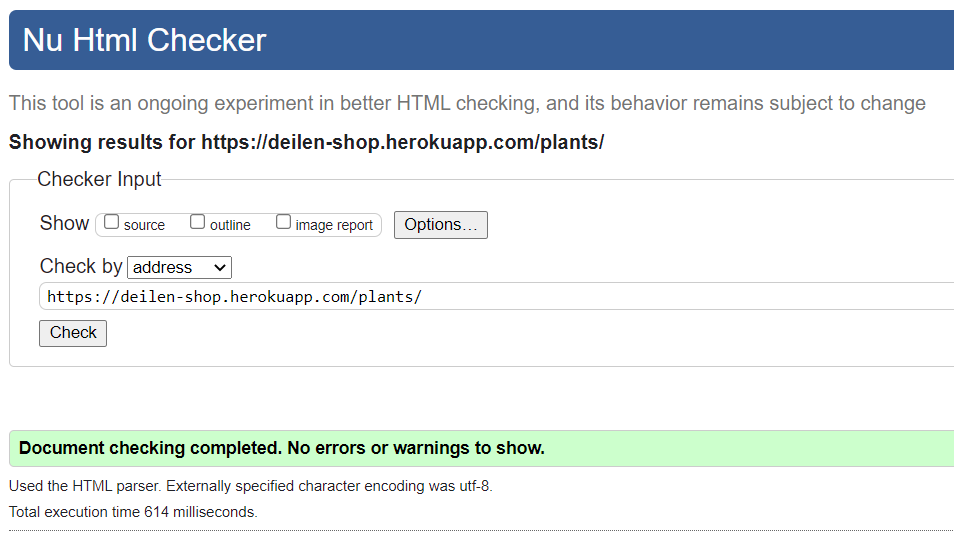 Nu Html Checker
This tool is an ongoing experiment in better HTML checking, and its behavior remains subject to change
Showing results for https://deilen-shop.herokuapp.com/plants/
Checker Input
Show source outline image report Options...
Check by address
https://deilen-shop.herokuapp.com/plants/
Check
Document checking completed. No errors or warnings to show.
Used the HTML parser. Externally specified character encoding was utf-8.
Total execution time 614 milliseconds.